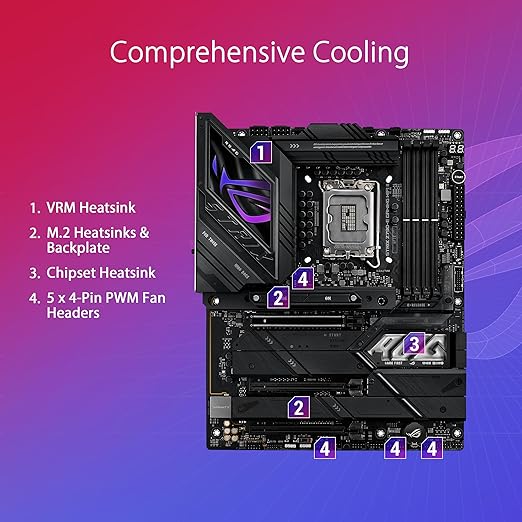 Comprehensive Cooling
1. VRM Heatsink
2. M.2 Heatsinks &
Backplate
3. Chipset Heatsink
4. 5 x 4-Pin PWM Fan
Headers
1
4
2
3
2
4
4
4